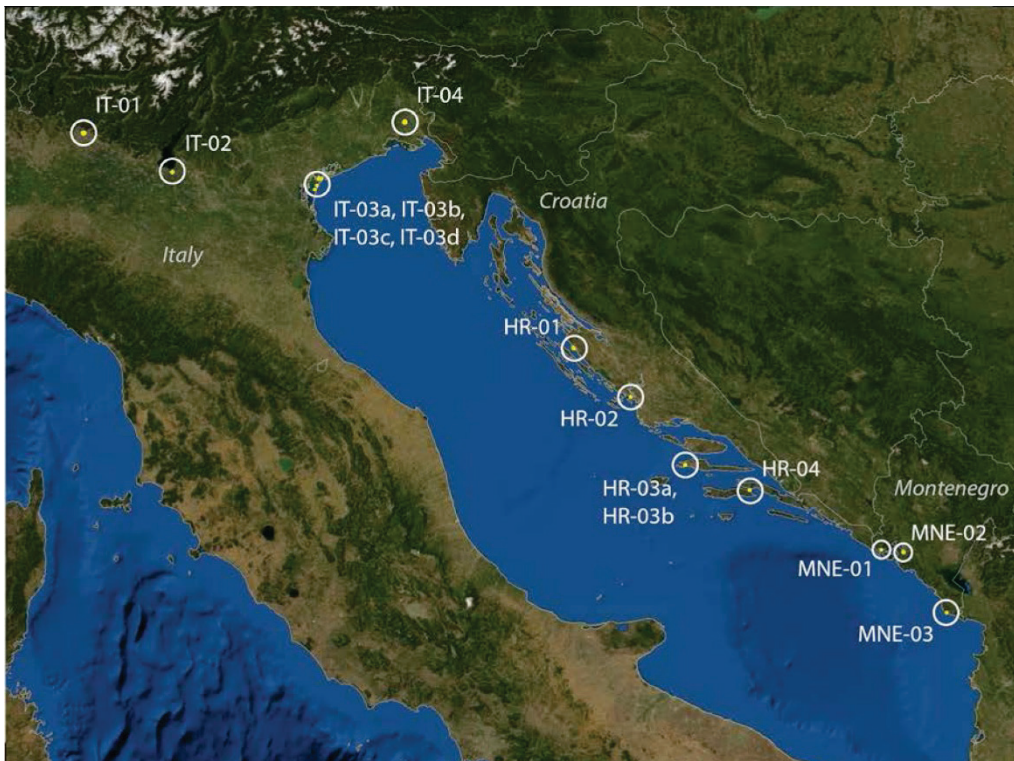 IT-01
IT-04
IT-02
IT-03a, IT-03b,
IT-03c, IT-03d
Croatia
Italy
HR-01
HR-02
HR-04
HR-03a,
HR-03b
Montenegro
MNE-02
MNE-01
MNE-03